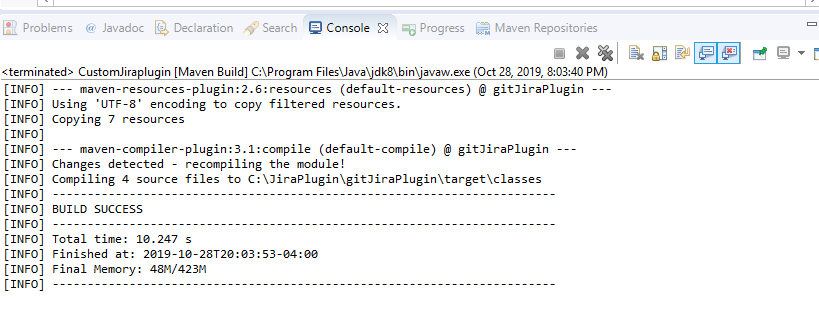 Problems @ Javadoc Declaration Search Console Progress Maven Repositories
<terminated> CustomJiraplugin [Maven Build] C:\Program Files\Java\jdk8\bin\javaw.exe (Oct 28, 2019, 8:03:40 PM)
[INFO] --- maven-resources-plugin:2.6:resources (default-resources) @ gitJiraPlugin ---
[INFO] Using 'UTF-8' encoding to copy filtered resources.
[INFO] Copying 7 resources
[INFO]
[INFO] --- maven-compiler-plugin:3.1:compile (default-compile) @ gitJiraPlugin ---
[INFO] Changes detected - recompiling the module!
[INFO] Compiling 4 source files to C:\JiraPlugin\gitJiraPlugin\target\classes
[INFO] ------------------------------------------------------------------------
[INFO] BUILD SUCCESS
[INFO] ------------------------------------------------------------------------
[INFO] Total time: 10.247 s
[INFO] Finished at: 2019-10-28T20:03:53-04:00
[INFO] Final Memory: 48M/423M
[INFO] ------------------------------------------------------------------------